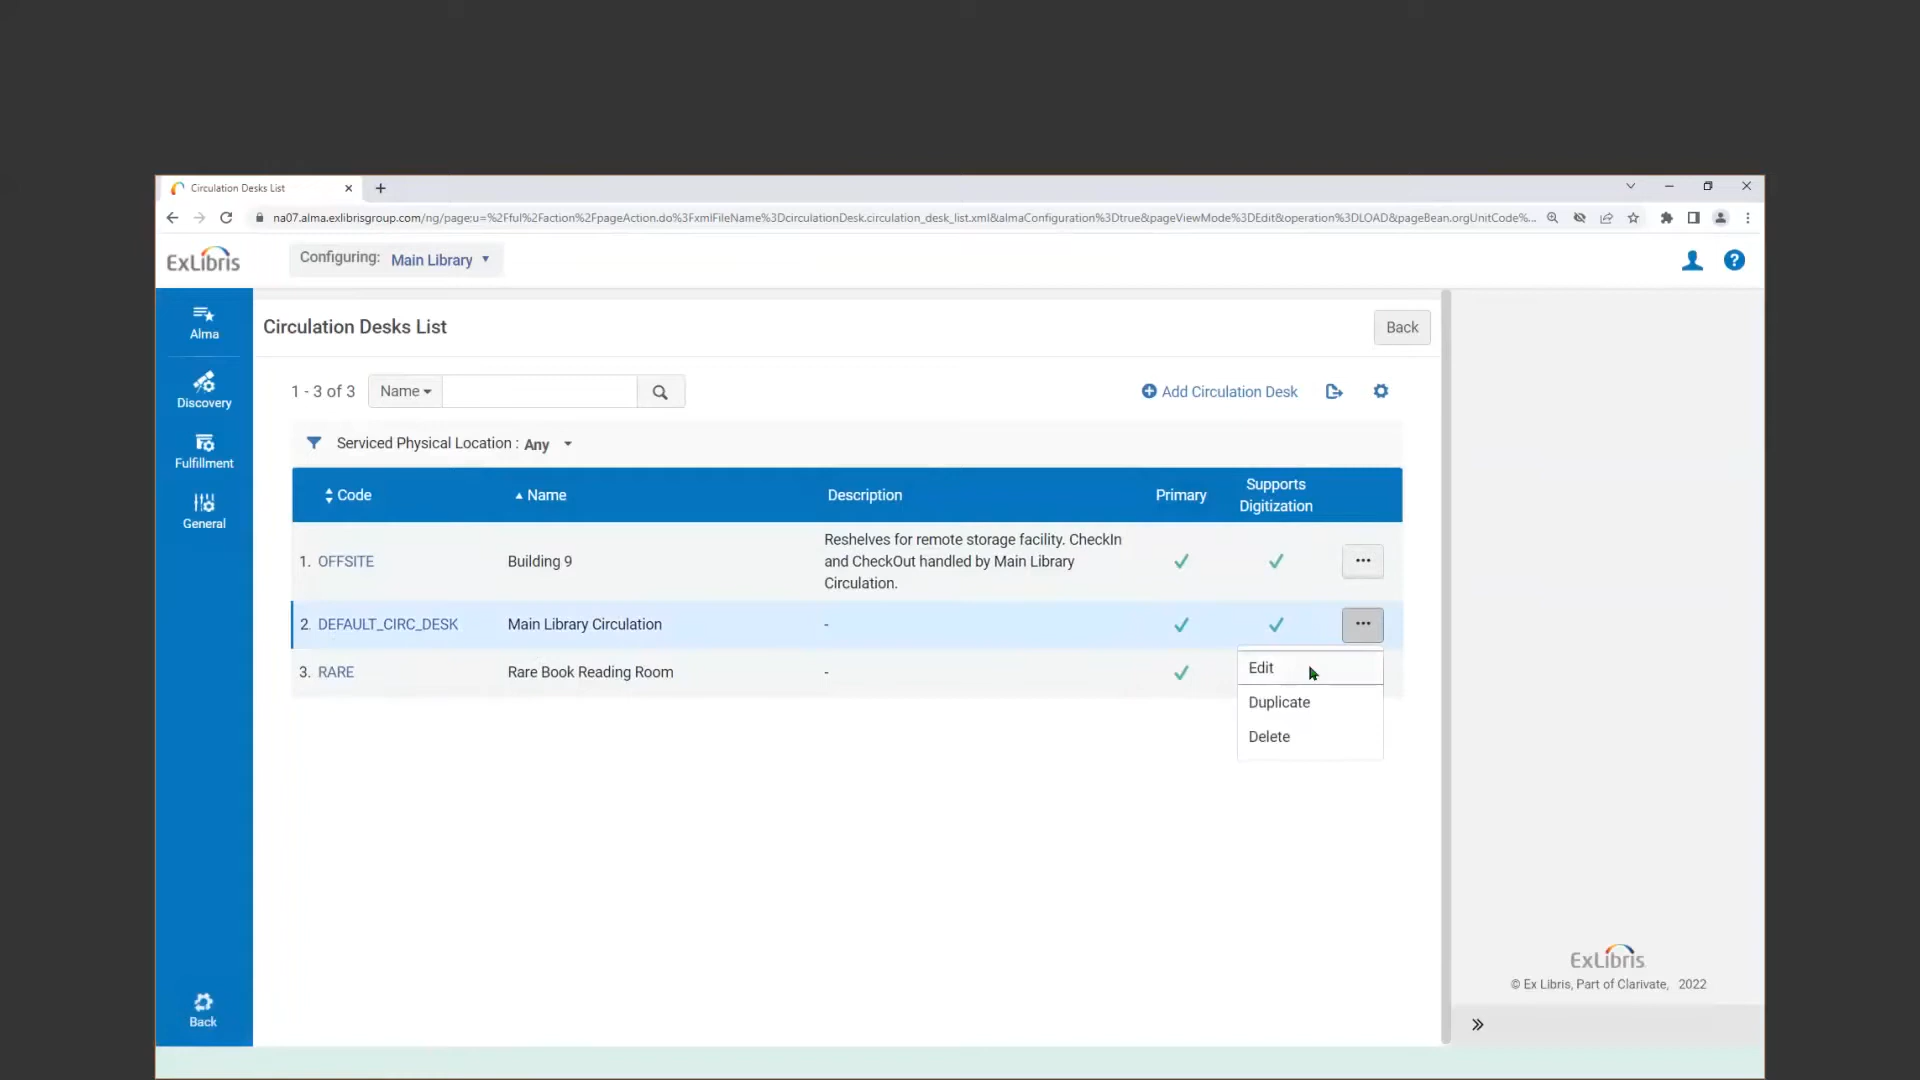 Circulation Desks List
na07.alma.exlibrisgroup.com/ng/page;u=%2Fful%2Faction%2FpageAction.do%3FxmlFileName%3DcirculationDesk.circulation_desk_list.xml&almaConfiguration%3Dtrue&pageViewMode%3DEdit&operation%3DLOAD&pageBean.orgUnitCode%...
ExLibris
Configuring: Main Library
?
Alma
Discovery
Fulfillment
General
Back
Circulation Desks List
Back
1 - 3 of 3
Name
Add Circulation Desk
Serviced Physical Location : Any
Code Name Description Primary Supports
Digitization
1. OFFSITE Building 9 Reshelves for remote storage facility. CheckIn
and CheckOut handled by Main Library
Circulation.
2. DEFAULT_CIRC_DESK Main Library Circulation -
3. RARE Rare Book Reading Room -
Edit
Duplicate
Delete
ExLibris
© Ex Libris, Part of Clarivate, 2022